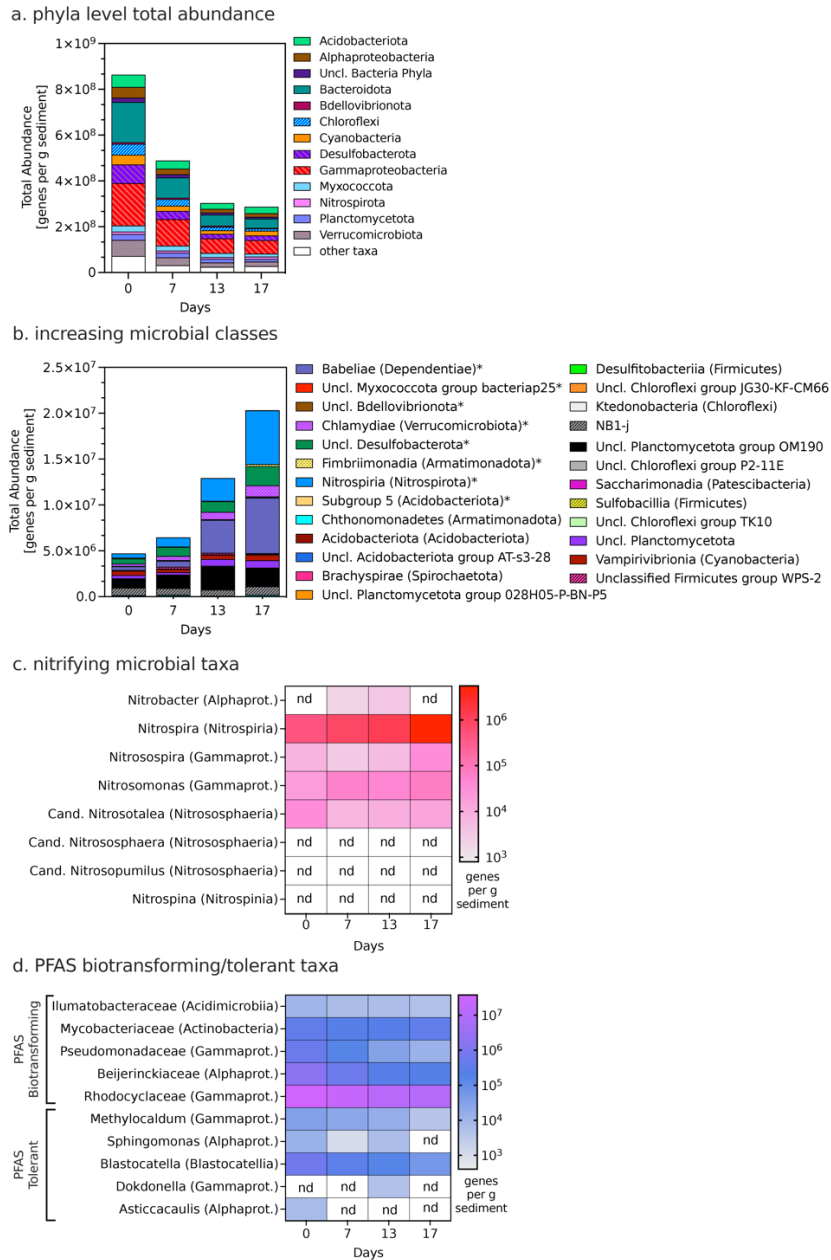 a. phyla level total abundance
1×10⁹
8×10⁸
6×10⁸
4×10⁸
2×10⁸
0
Total Abundance
[genes per g sediment]
0 7 13 17
Days
Acidobacteriota
Alphaproteobacteria
Uncl. Bacteria Phyla
Bacteroidota
Bdellovibrionota
Chloroflexi
Cyanobacteria
Desulfobacterota
Gammaproteobacteria
Myxococcota
Nitrospirota
Planctomycetota
Verrucomicrobiota
other taxa
b. increasing microbial classes
2.5×10⁷
2.0×10⁷
1.5×10⁷
1.0×10⁷
5.0×10⁶
0.0
Total Abundance
[genes per g sediment]
0 7 13 17
Days
Babeliae (Dependentiae)*
Uncl. Myxococcota group bacteriap25*
Uncl. Bdellovibrionota*
Chlamydiae (Verrucomicrobiota)*
Uncl. Desulfobacterota*
Fimbriimonadia (Armatimonadota)*
Nitrospiria (Nitrospirota)*
Subgroup 5 (Acidobacteriota)*
Chthonomonadetes (Armatimonadota)
Acidobacteriota (Acidobacteriota)
Uncl. Acidobacteriota group AT-s3-28
Brachyspirae (Spirochaetota)
Uncl. Planctomycetota group 028H05-P-BN-P5
Desulfitobacteriia (Firmicutes)
Uncl. Chloroflexi group JG30-KF-CM66
Ktedonobacteria (Chloroflexi)
NB1-j
Uncl. Planctomycetota group OM190
Uncl. Chloroflexi group P2-11E
Saccharimonadia (Patescibacteria)
Sulfobacillia (Firmicutes)
Uncl. Chloroflexi group TK10
Uncl. Planctomycetota
Vampirivibrionia (Cyanobacteria)
Unclassified Firmicutes group WPS-2
c. nitrifying microbial taxa
Nitrobacter (Alphaprot.) nd nd
Nitrospira (Nitrospiria)
Nitrosospira (Gammaprot.)
Nitrosomonas (Gammaprot.)
Cand. Nitrosotalea (Nitrososphaeria)
Cand. Nitrososphaera (Nitrososphaeria) nd nd nd nd
Cand. Nitrosopumilus (Nitrososphaeria) nd nd nd nd
Nitrospina (Nitrospinia) nd nd nd nd
0 7 13 17
Days
10⁶
10⁵
10⁴
10³
genes
per g
sediment
d. PFAS biotransforming/tolerant taxa
PFAS
Biotransforming
Ilumatobacteraceae (Acidimicrobiia)
Mycobacteriaceae (Actinobacteria)
Pseudomonadaceae (Gammaprot.)
Beijerinckiaceae (Alphaprot.)
Rhodocyclaceae (Gammaprot.)
PFAS
Tolerant
Methylocaldum (Gammaprot.)
Sphingomonas (Alphaprot.) nd
Blastocatella (Blastocatellia)
Dokdonella (Gammaprot.) nd nd nd
Asticcacaulis (Alphaprot.) nd nd nd
0 7 13 17
Days
10⁷
10⁶
10⁵
10⁴
10³
genes
per g
sediment